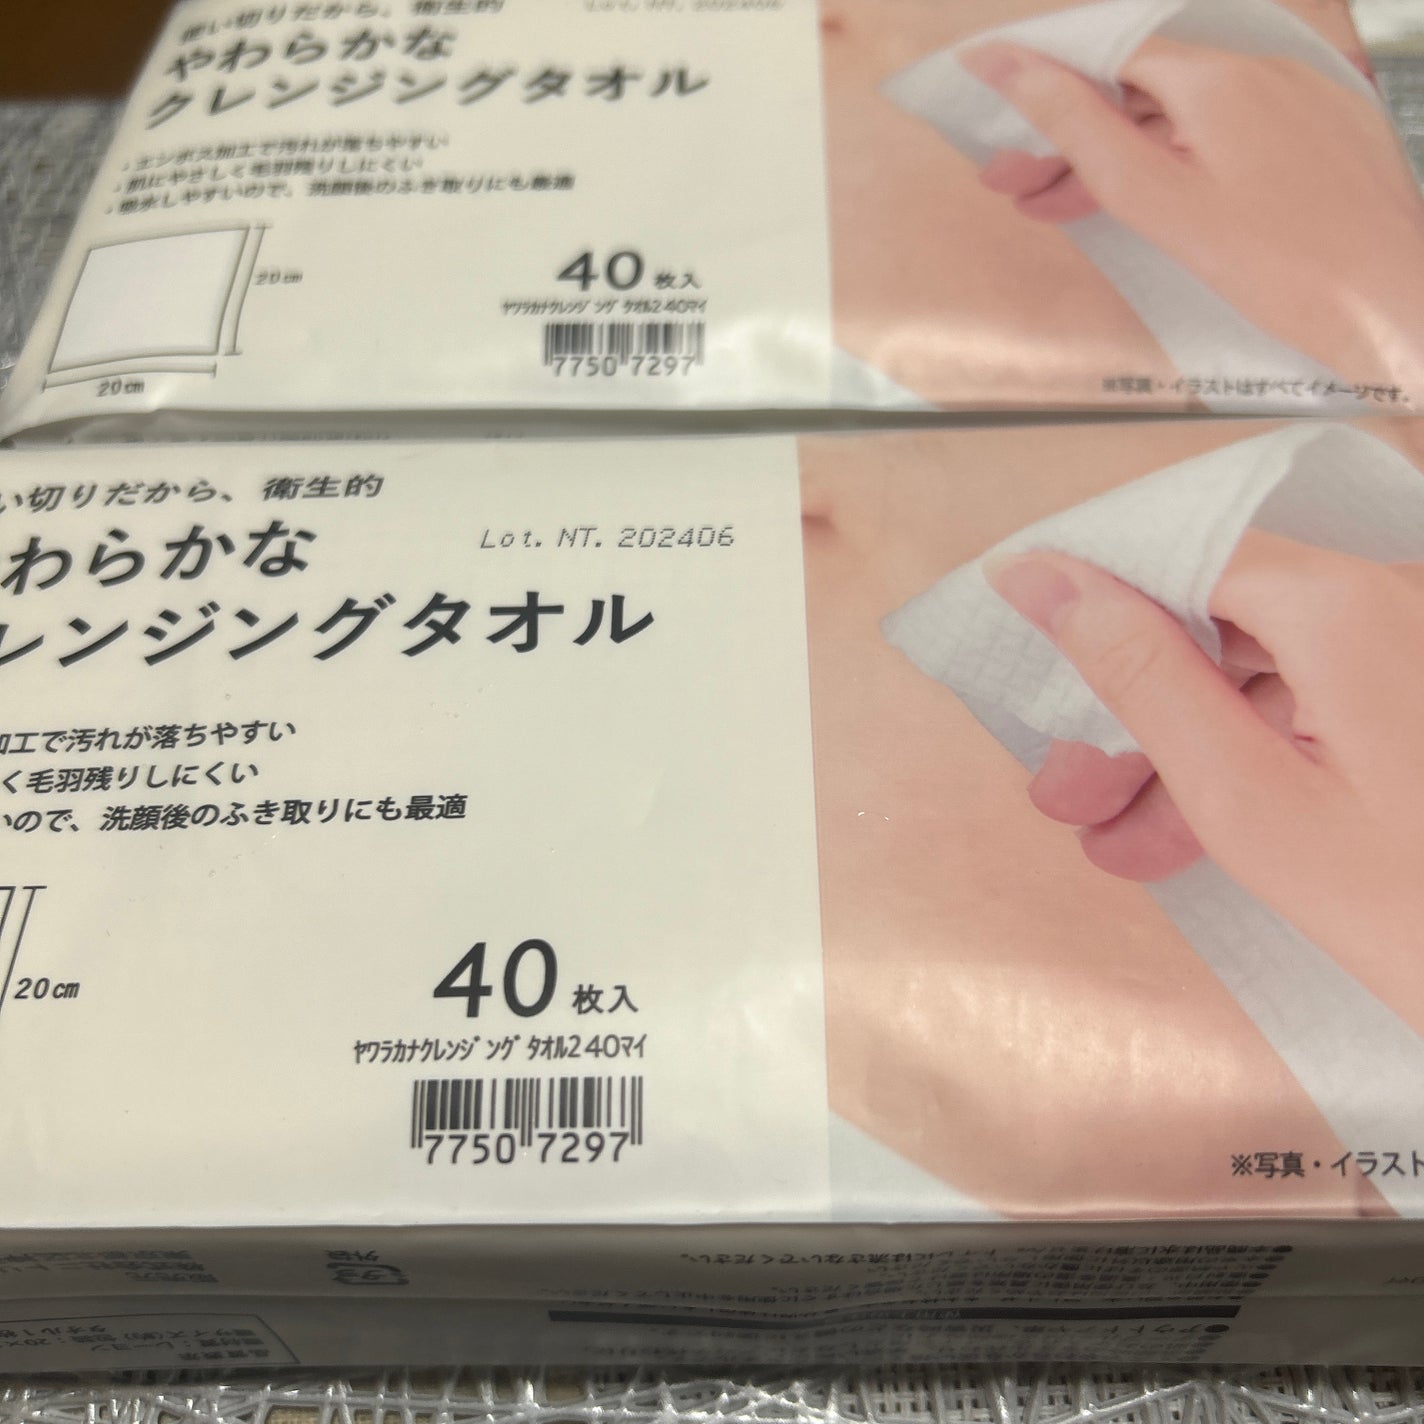 使い切りだから、衛生的
Lot. NT. 202406
やわらかな
クレンジングタオル
・エンボス加工で汚れが落ちやすい
・肌にやさしく毛羽残りしにくい
・吸水しやすいので、洗顔後のふき取りにも最適
20cm
20cm
40枚入
ﾔﾜﾗｶﾅｸﾚﾝｼﾞﾝｸﾞﾀｵﾙ2 40ﾏｲ
7750 7297
※写真・イラストはすべてイメージです。
い切りだから、衛生的
Lot. NT. 202406
わらかな
レンジングタオル
加工で汚れが落ちやすい
く毛羽残りしにくい
いので、洗顔後のふき取りにも最適
20cm
40枚入
ﾔﾜﾗｶﾅｸﾚﾝｼﾞﾝｸﾞﾀｵﾙ2 40ﾏｲ
7750 7297
※写真・イラスト
外袋
プラ